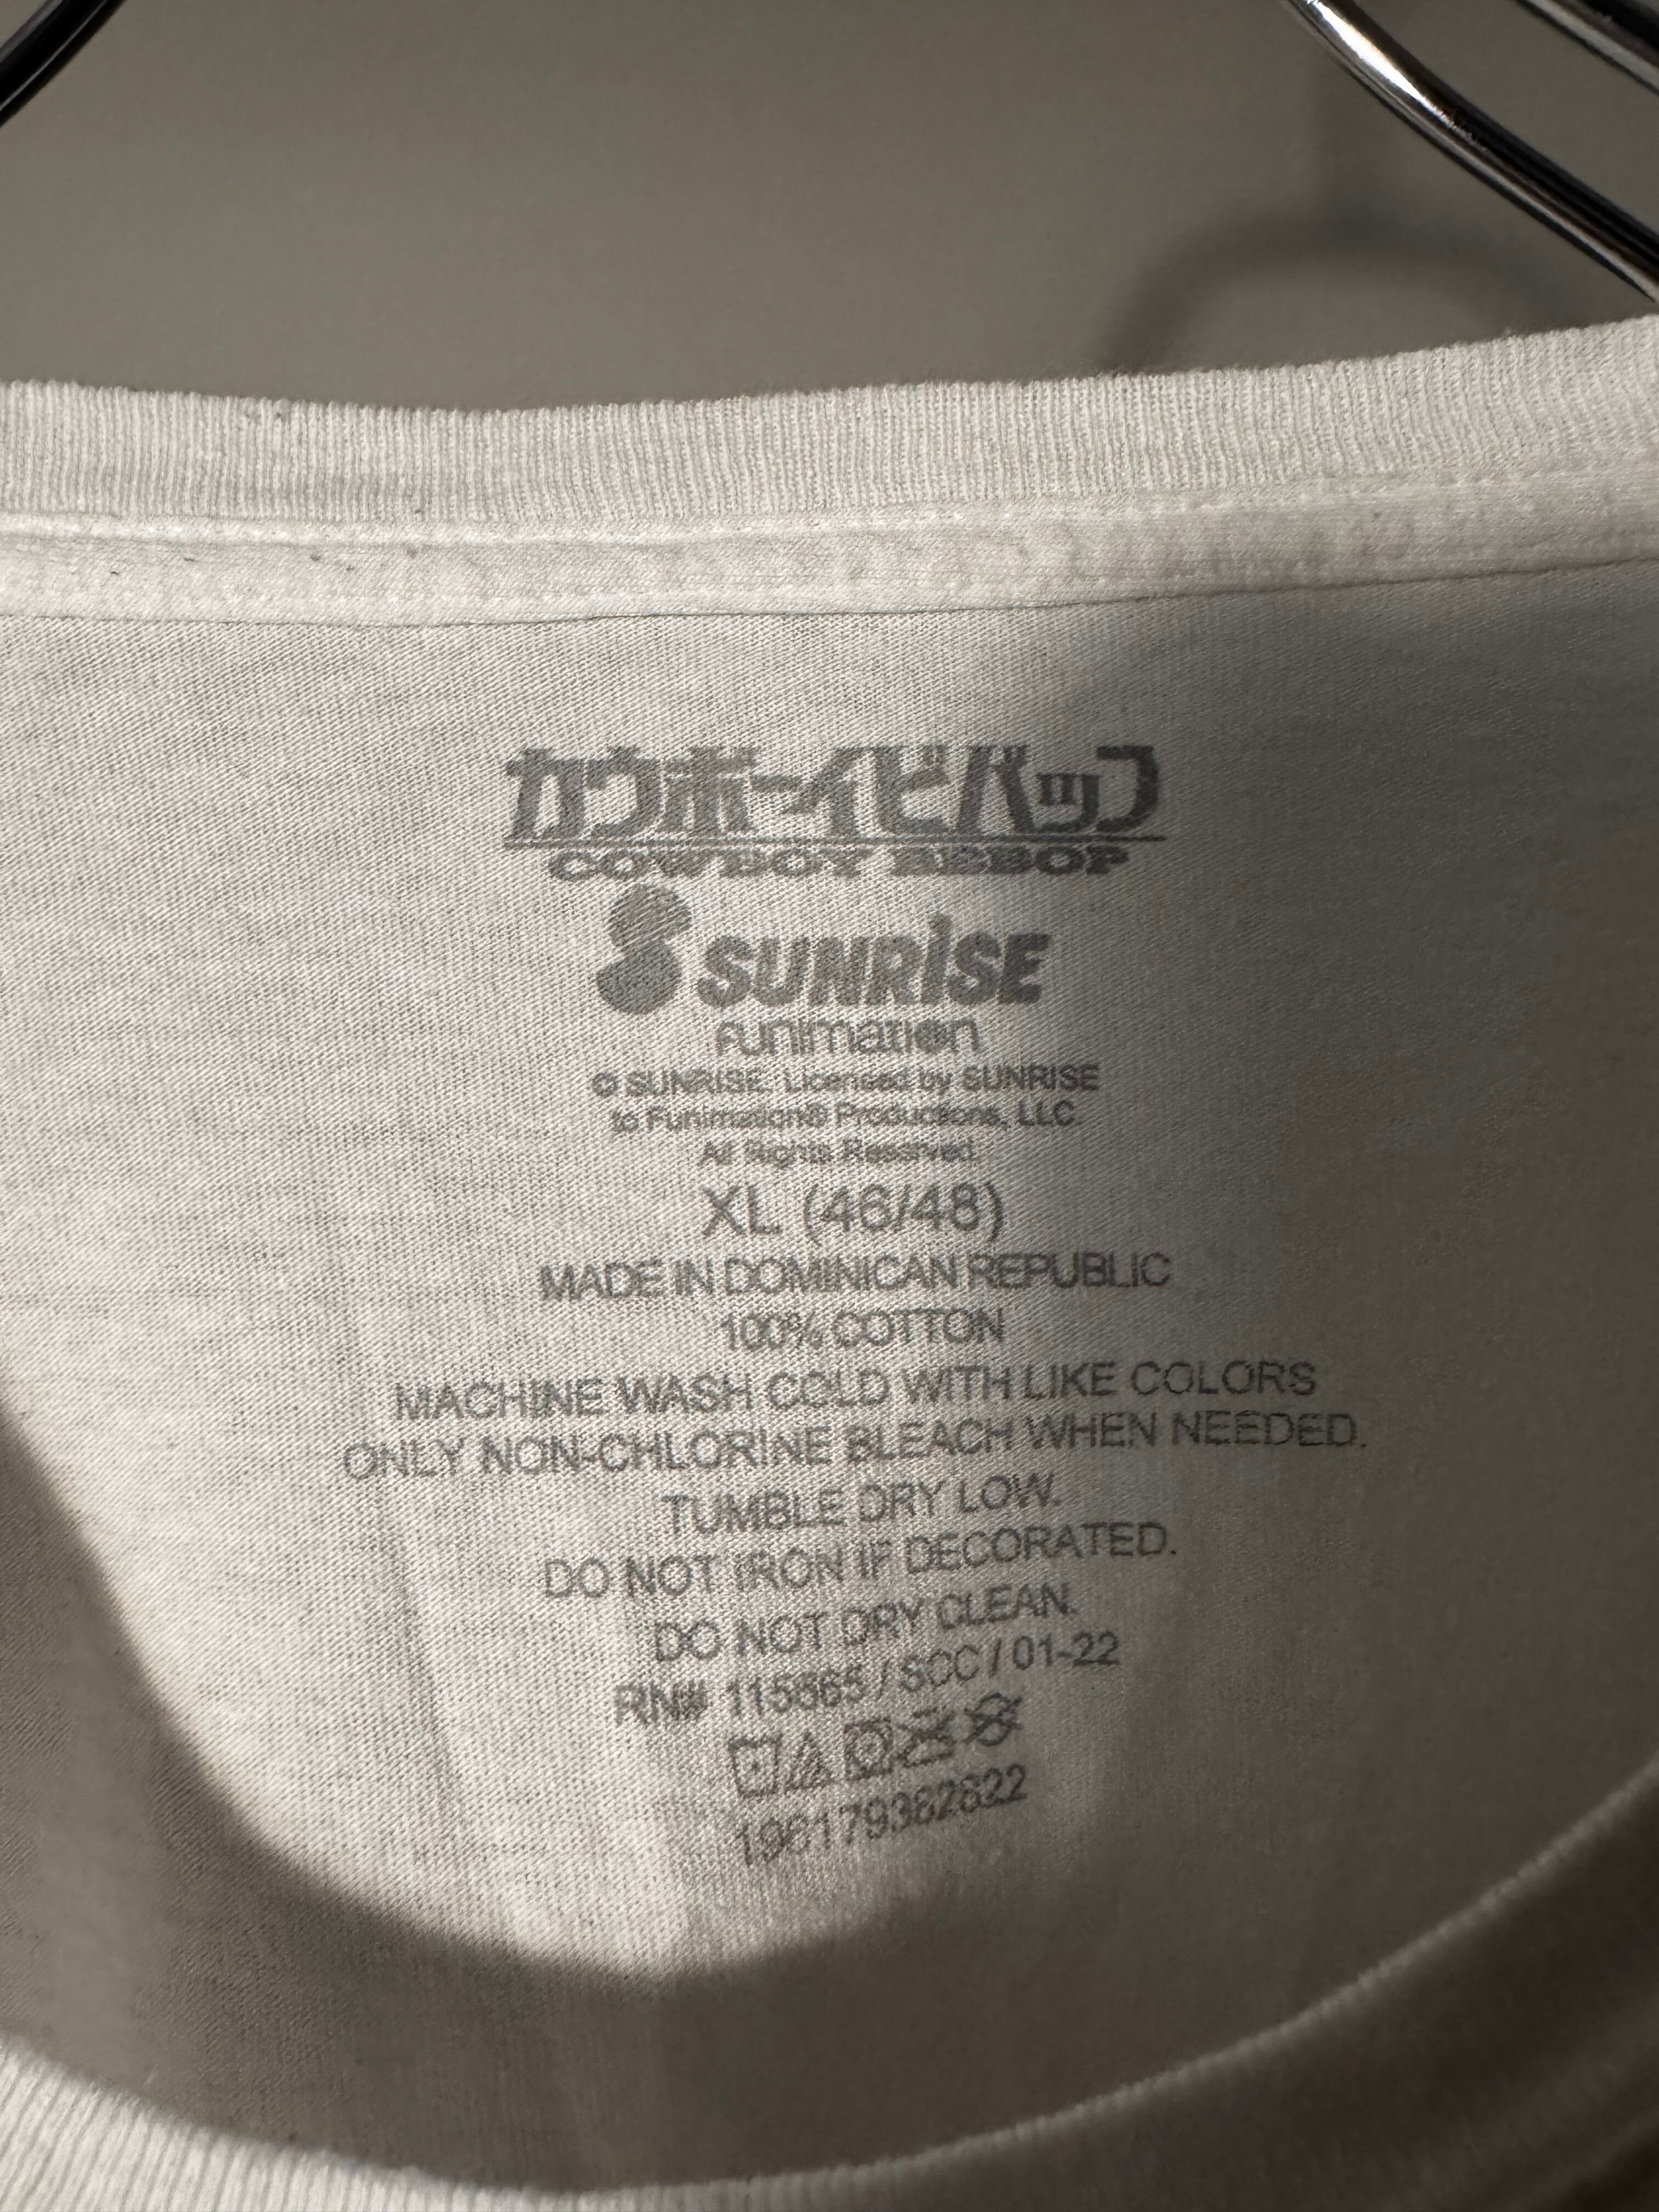 カウボーイビバップ
COWBOY BEBOP
SUNRISE
FUNIMATION
© SUNRISE. Licensed by SUNRISE
to Funimation® Productions, LLC.
All Rights Reserved.
XL (46/48)
MADE IN DOMINICAN REPUBLIC
100% COTTON
MACHINE WASH COLD WITH LIKE COLORS
ONLY NON-CHLORINE BLEACH WHEN NEEDED.
TUMBLE DRY LOW.
DO NOT IRON IF DECORATED.
DO NOT DRY CLEAN.
RN# 115665 / SCC / 01-22
196179382622